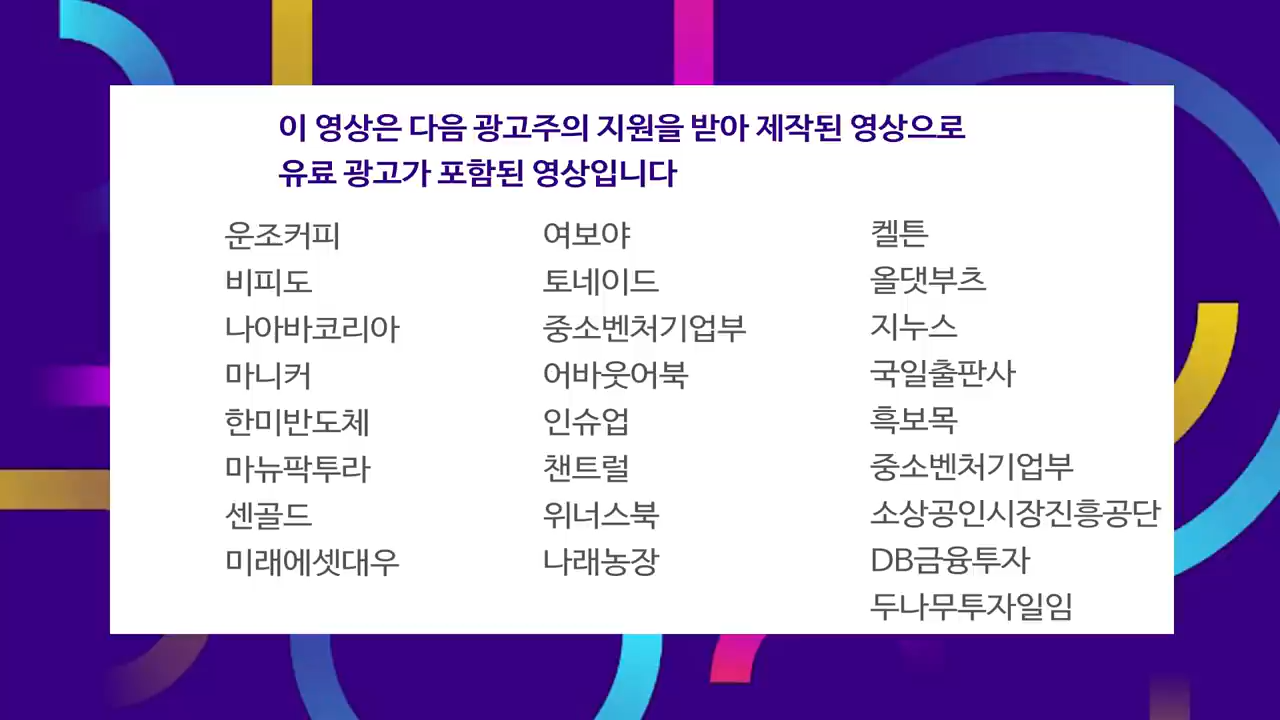 이 영상은 다음 광고주의 지원을 받아 제작된 영상으로
유료 광고가 포함된 영상입니다
운조커피
비피도
나아바코리아
마니커
한미반도체
마뉴팍투라
센골드
미래에셋대우
여보야
토네이드
중소벤처기업부
어바웃어북
인슈업
챈트럴
위너스북
나래농장
켈튼
올댓부츠
지누스
국일출판사
흑보목
중소벤처기업부
소상공인시장진흥공단
DB금융투자
두나무투자일임